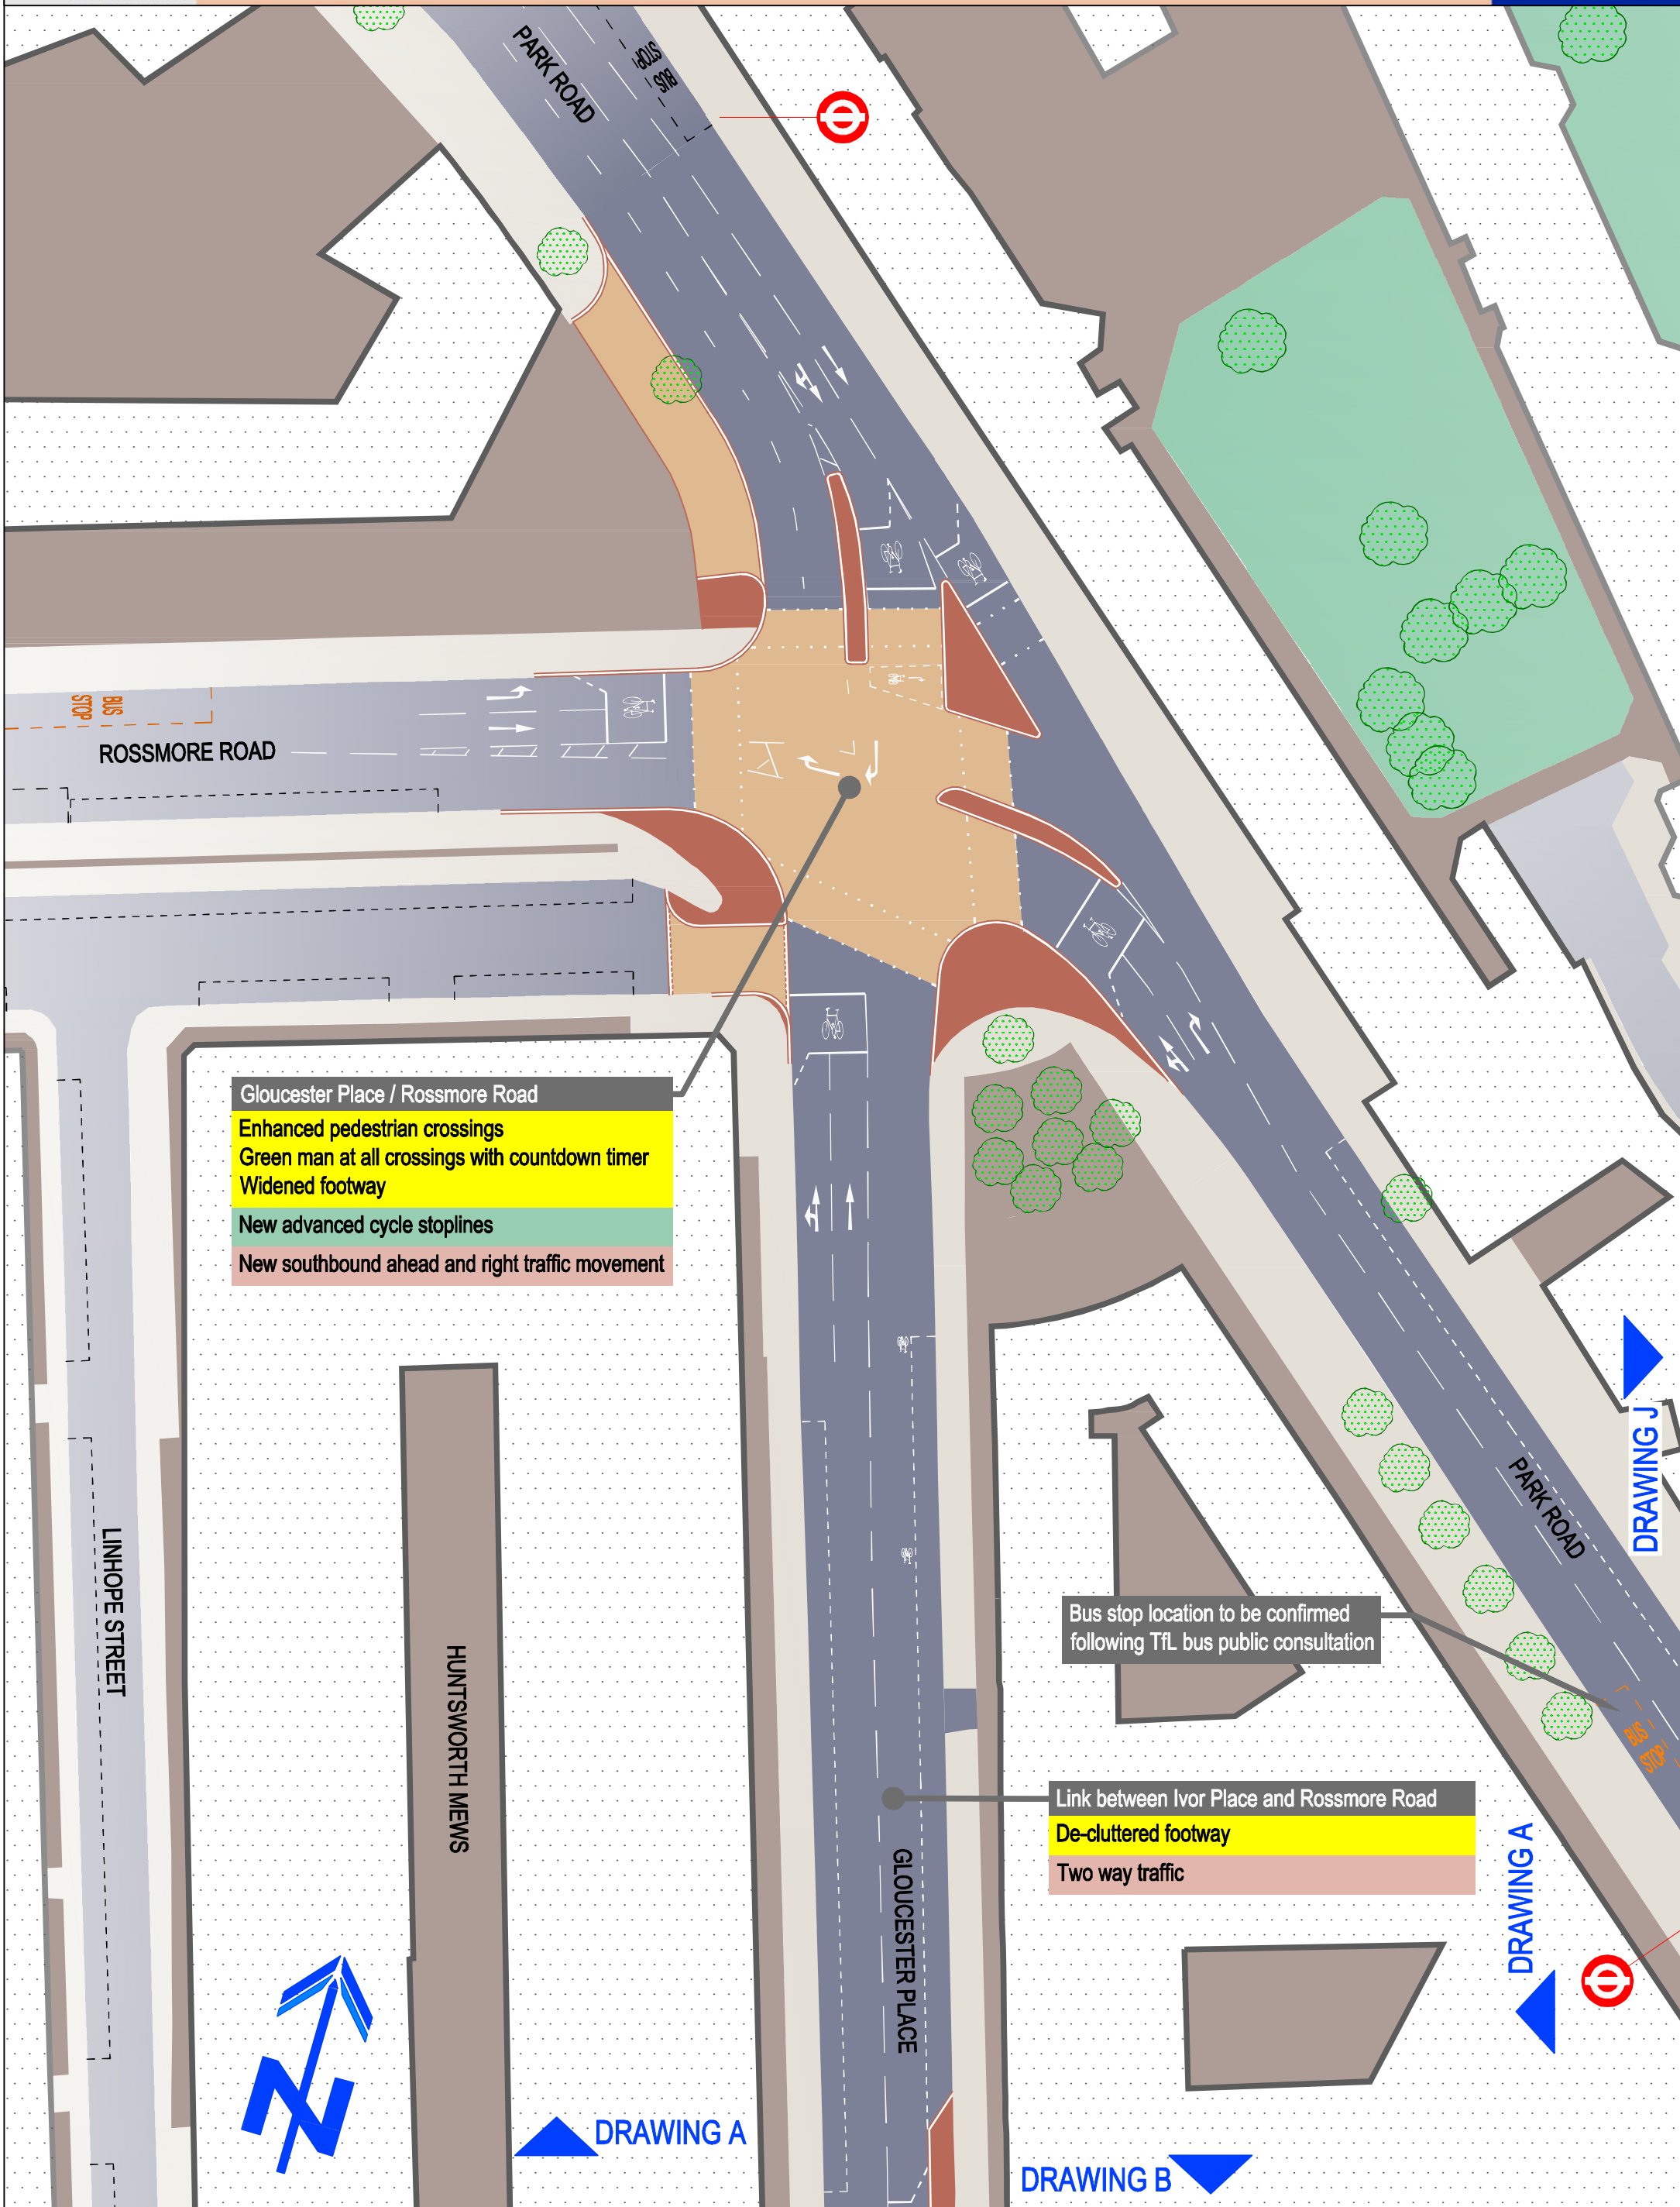 PARK ROAD
BUS
STOP
BUS
STOP
ROSSMORE ROAD
Gloucester Place / Rossmore Road
Enhanced pedestrian crossings
Green man at all crossings with countdown timer
Widened footway
New advanced cycle stoplines
New southbound ahead and right traffic movement
LINHOPE STREET
HUNTSWORTH MEWS
GLOUCESTER PLACE
PARK ROAD
DRAWING J
Bus stop location to be confirmed
following TfL bus public consultation
BUS
STOP
Link between Ivor Place and Rossmore Road
De-cluttered footway
Two way traffic
DRAWING A
N
DRAWING A
DRAWING B